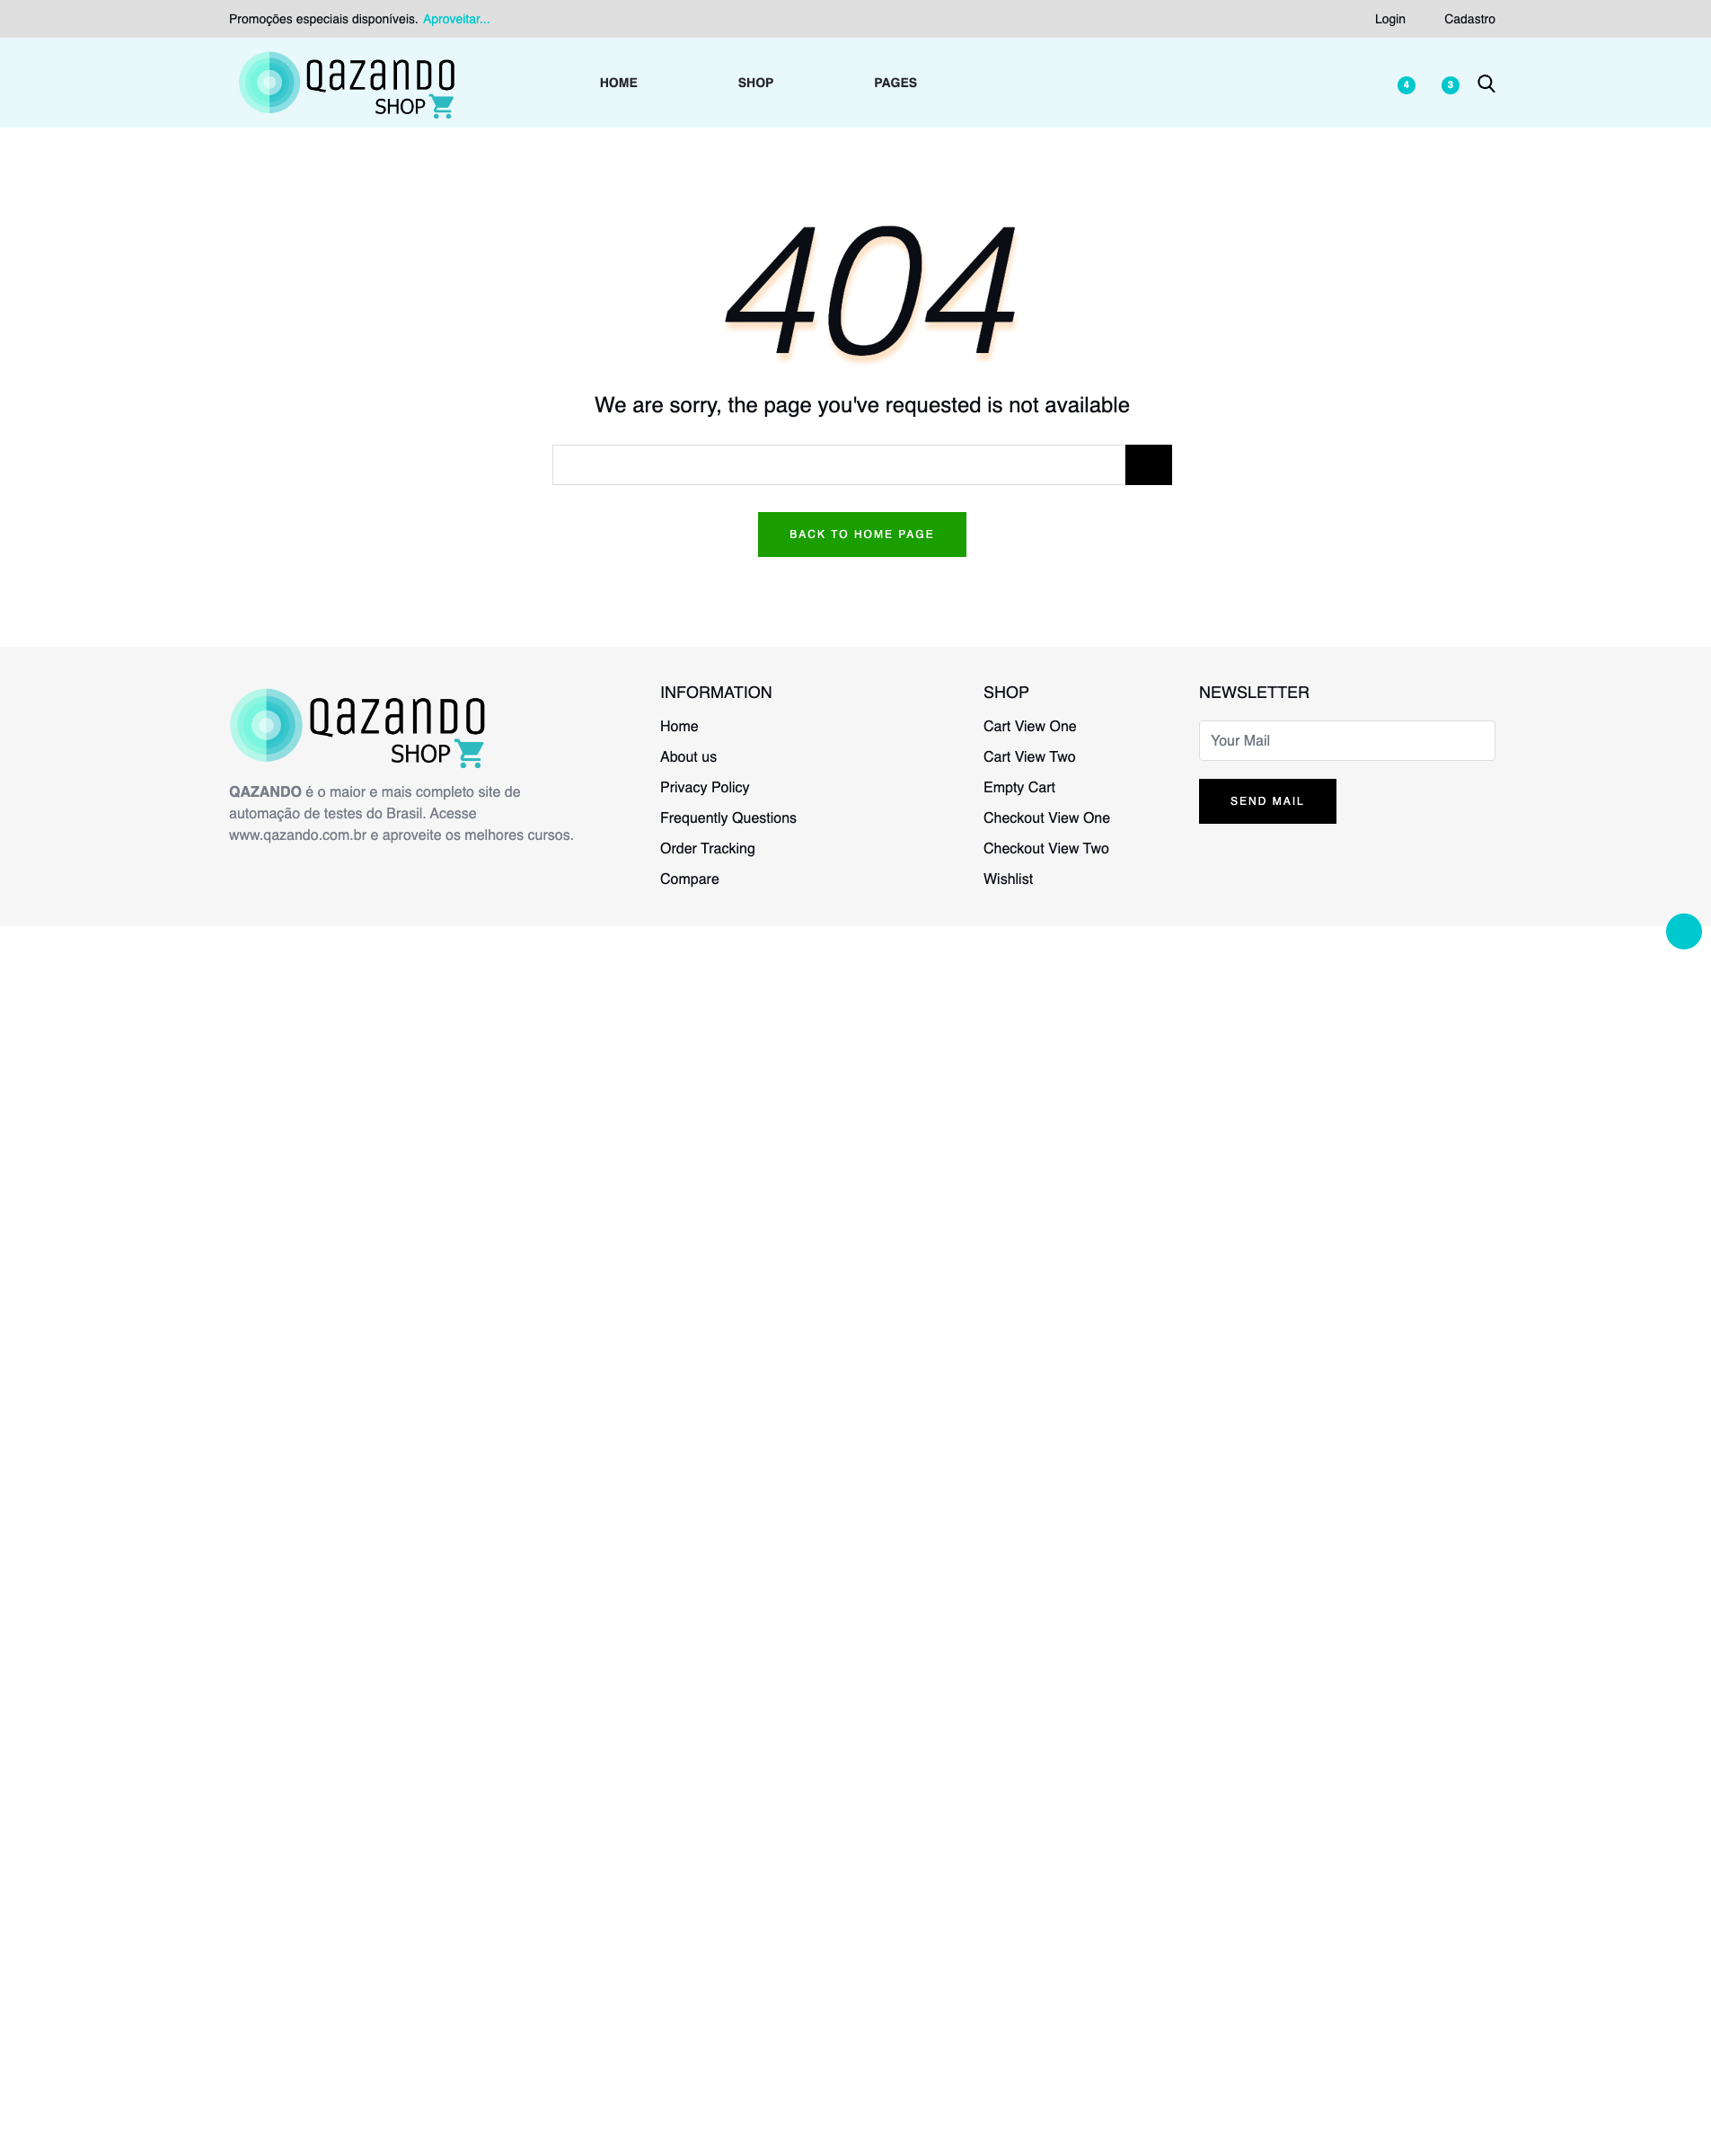 Promoções especiais disponíveis. Aproveitar...
Login
Cadastro
Qazando
SHOP
HOME
SHOP
PAGES
4
3
404
We are sorry, the page you've requested is not available
BACK TO HOME PAGE
Qazando
SHOP
QAZANDO é o maior e mais completo site de
automação de testes do Brasil. Acesse
www.qazando.com.br e aproveite os melhores cursos.
INFORMATION
Home
About us
Privacy Policy
Frequently Questions
Order Tracking
Compare
SHOP
Cart View One
Cart View Two
Empty Cart
Checkout View One
Checkout View Two
Wishlist
NEWSLETTER
Your Mail
SEND MAIL